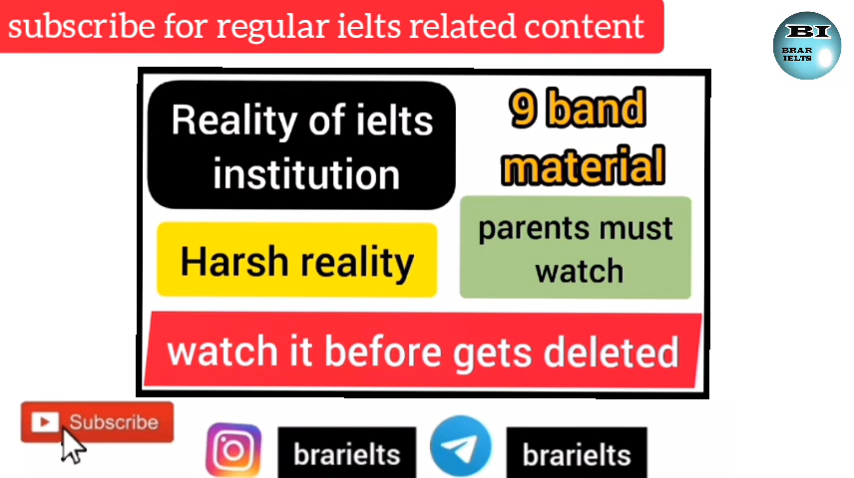 subscribe for regular ielts related content
BI
BRAR
IELTS
Reality of ielts
institution
9 band
material
Harsh reality
parents must
watch
watch it before gets deleted
Subscribe
brarielts
brarielts